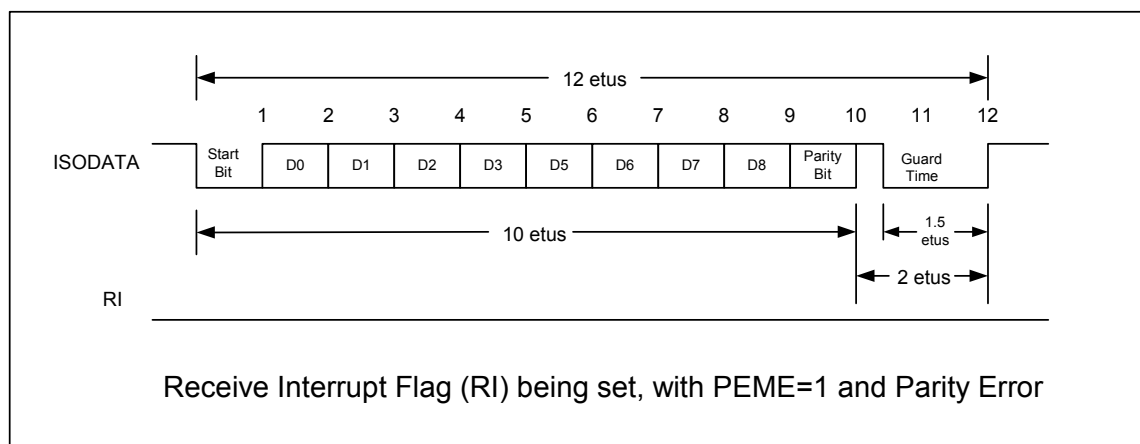 12 etus
1 2 3 4 5 6 7 8 9 10 11 12
ISODATA
Start
Bit
D0
D1
D2
D3
D5
D6
D7
D8
Parity
Bit
Guard
Time
10 etus
1.5
etus
2 etus
RI
Receive Interrupt Flag (RI) being set, with PEME=1 and Parity Error